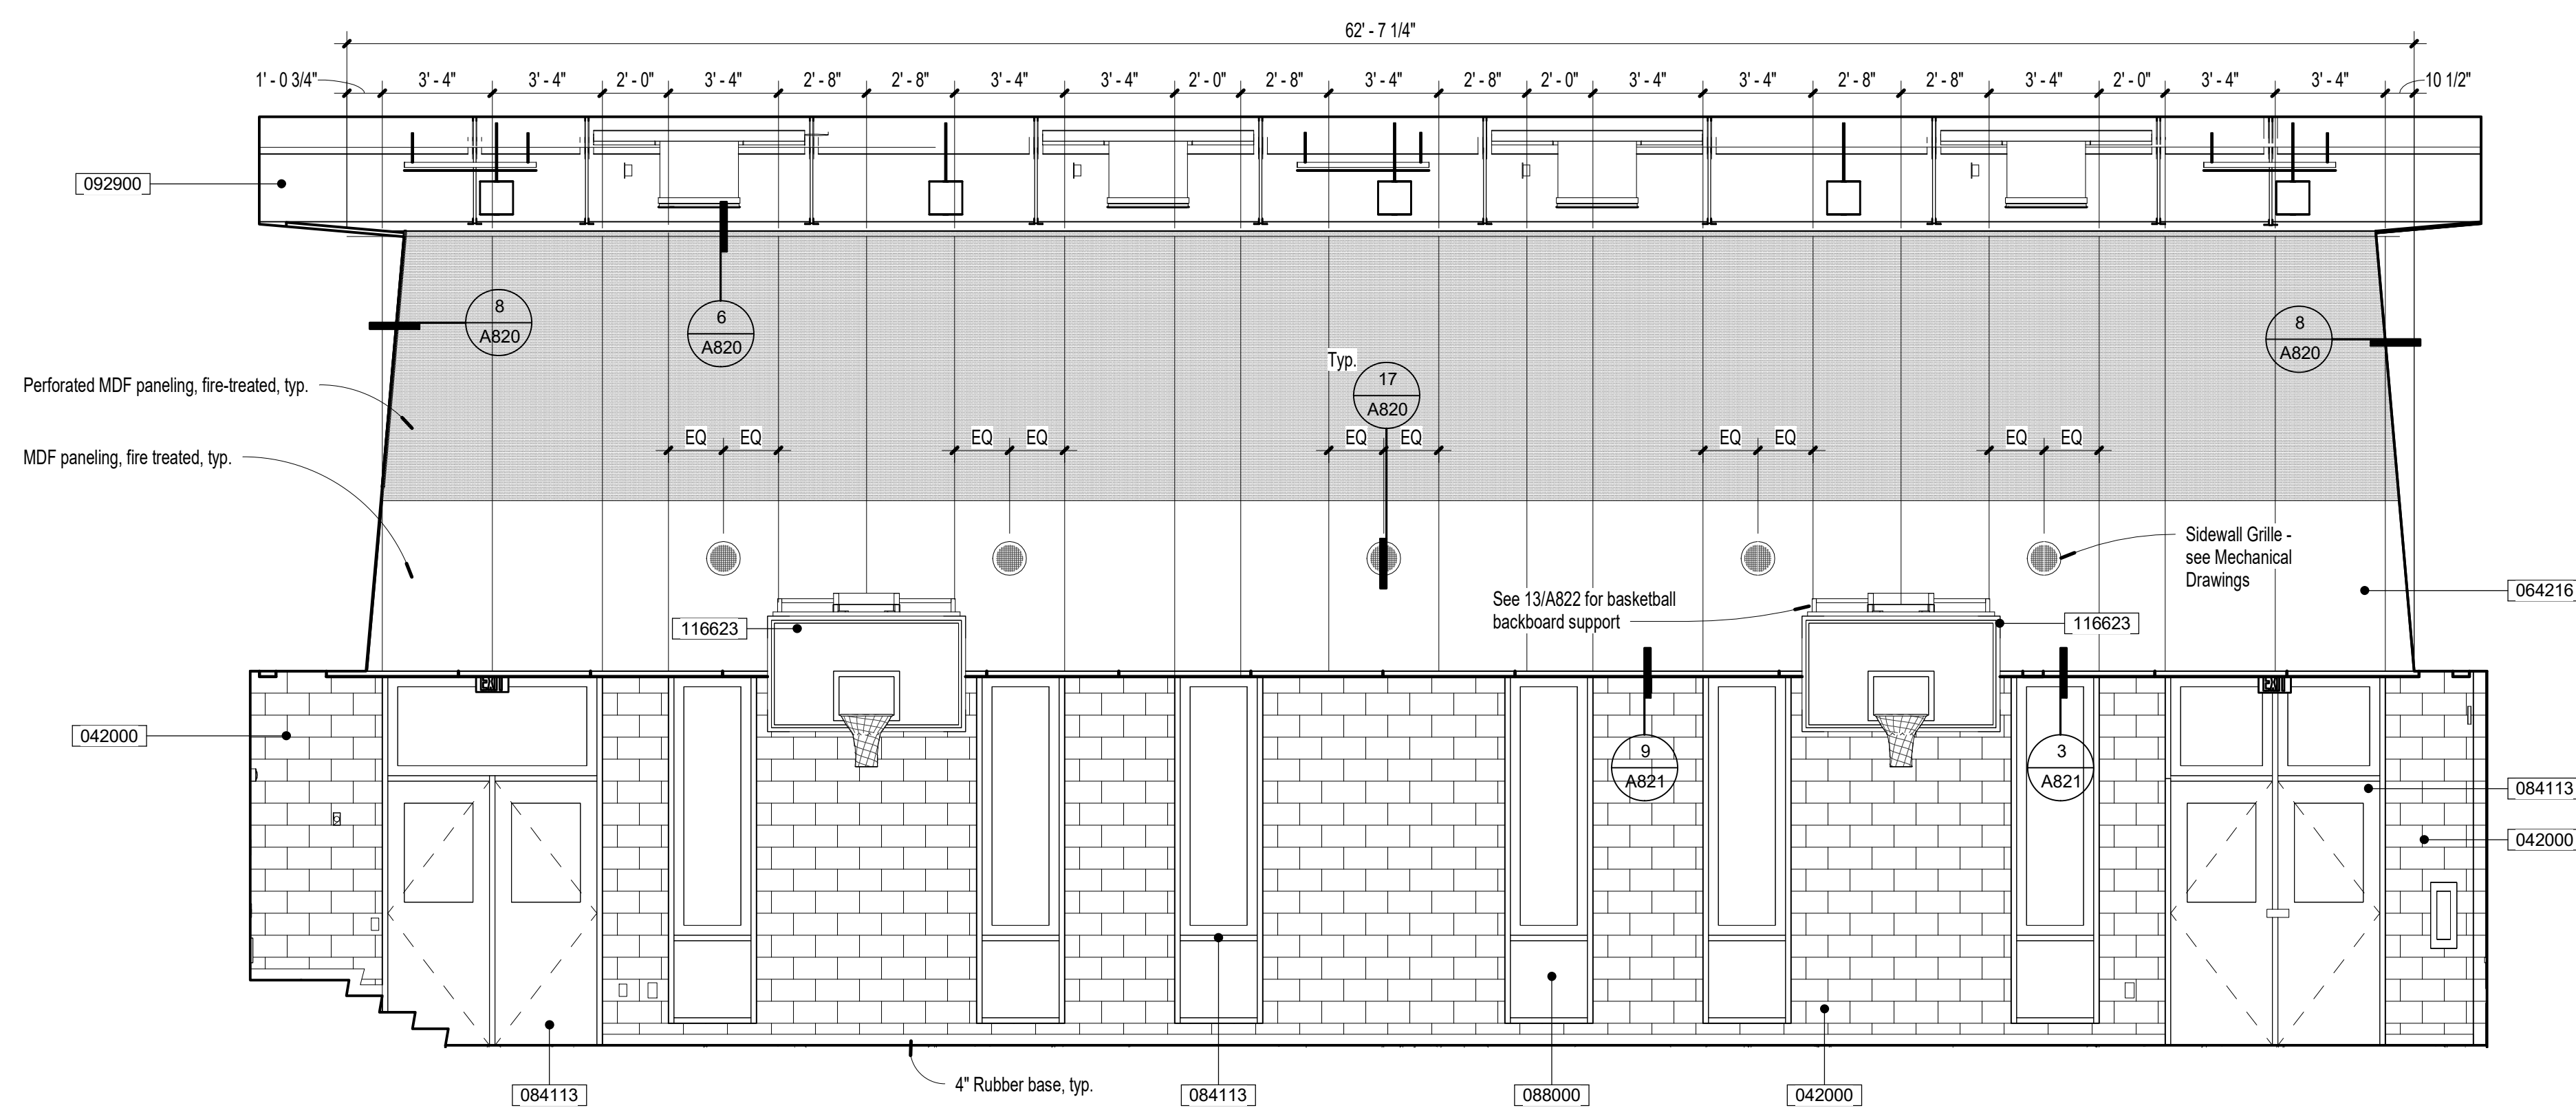 62' - 7 1/4"
1' - 0 3/4"
3' - 4"
3' - 4"
2' - 0"
3' - 4"
2' - 8"
2' - 8"
3' - 4"
3' - 4"
2' - 0"
2' - 8"
3' - 4"
2' - 8"
2' - 0"
3' - 4"
3' - 4"
2' - 8"
2' - 8"
3' - 4"
2' - 0"
3' - 4"
3' - 4"
10 1/2"
092900
8
A820
6
A820
8
A820
Typ.
17
A820
Perforated MDF paneling, fire-treated, typ.
MDF paneling, fire treated, typ.
EQ
EQ
EQ
EQ
EQ
EQ
EQ
EQ
EQ
EQ
Sidewall Grille -
see Mechanical
Drawings
064216
See 13/A822 for basketball
backboard support
116623
116623
EXIT
EXIT
042000
9
A821
3
A821
084113
042000
084113
4" Rubber base, typ.
084113
088000
042000